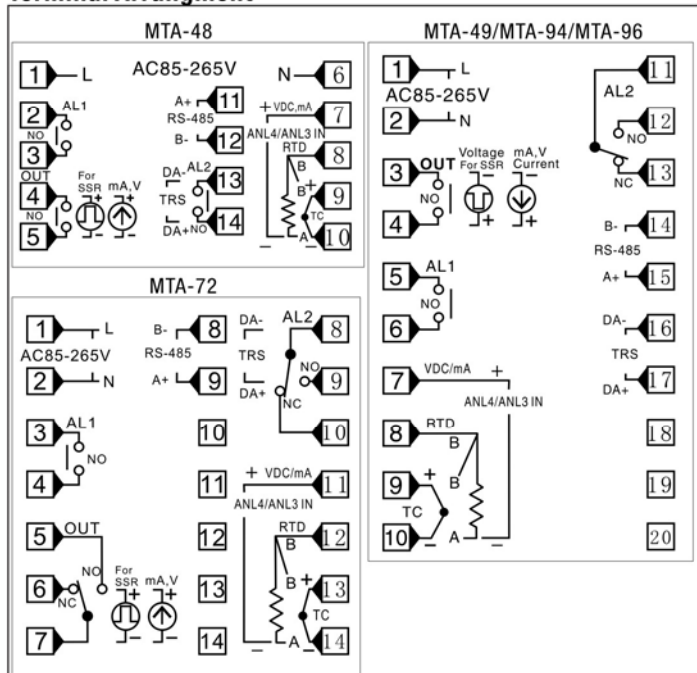 Terminal Arrangment
MTA-48
1 L AC85-265V N 6
2 AL1 A+ 11 + VDC,mA 7
NO RS-485
3 B- 12 ANL4/ANL3 IN
RTD 8
OUT
4 For SSR + mA,V + DA- AL2 13 B
NO TRS B + 9
5 - - DA+ NO 14 TC
- A - 10
MTA-49/MTA-94/MTA-96
1 L 11
AC85-265V AL2
2 N 12
NO
3 OUT Voltage For SSR mA,V Current 13
NO - - NC
4 + + B- 14
RS-485
5 AL1 A+ 15
NO
6 DA- 16
TRS
7 VDC/mA + DA+ 17
ANL4/ANL3 IN
8 RTD B 18
9 + B 19
TC
10 - A - 20
MTA-72
1 L B- 8 DA- AL2 8
AC85-265V RS-485 TRS
2 N A+ 9 DA+ NO 9
NC
3 AL1 10 10
NO
4 11 + VDC/mA 11
ANL4/ANL3 IN
5 OUT 12 RTD 12
B
6 NO For SSR + mA,V + 13 B + 13
NC TC
7 - - 14 - A - 14